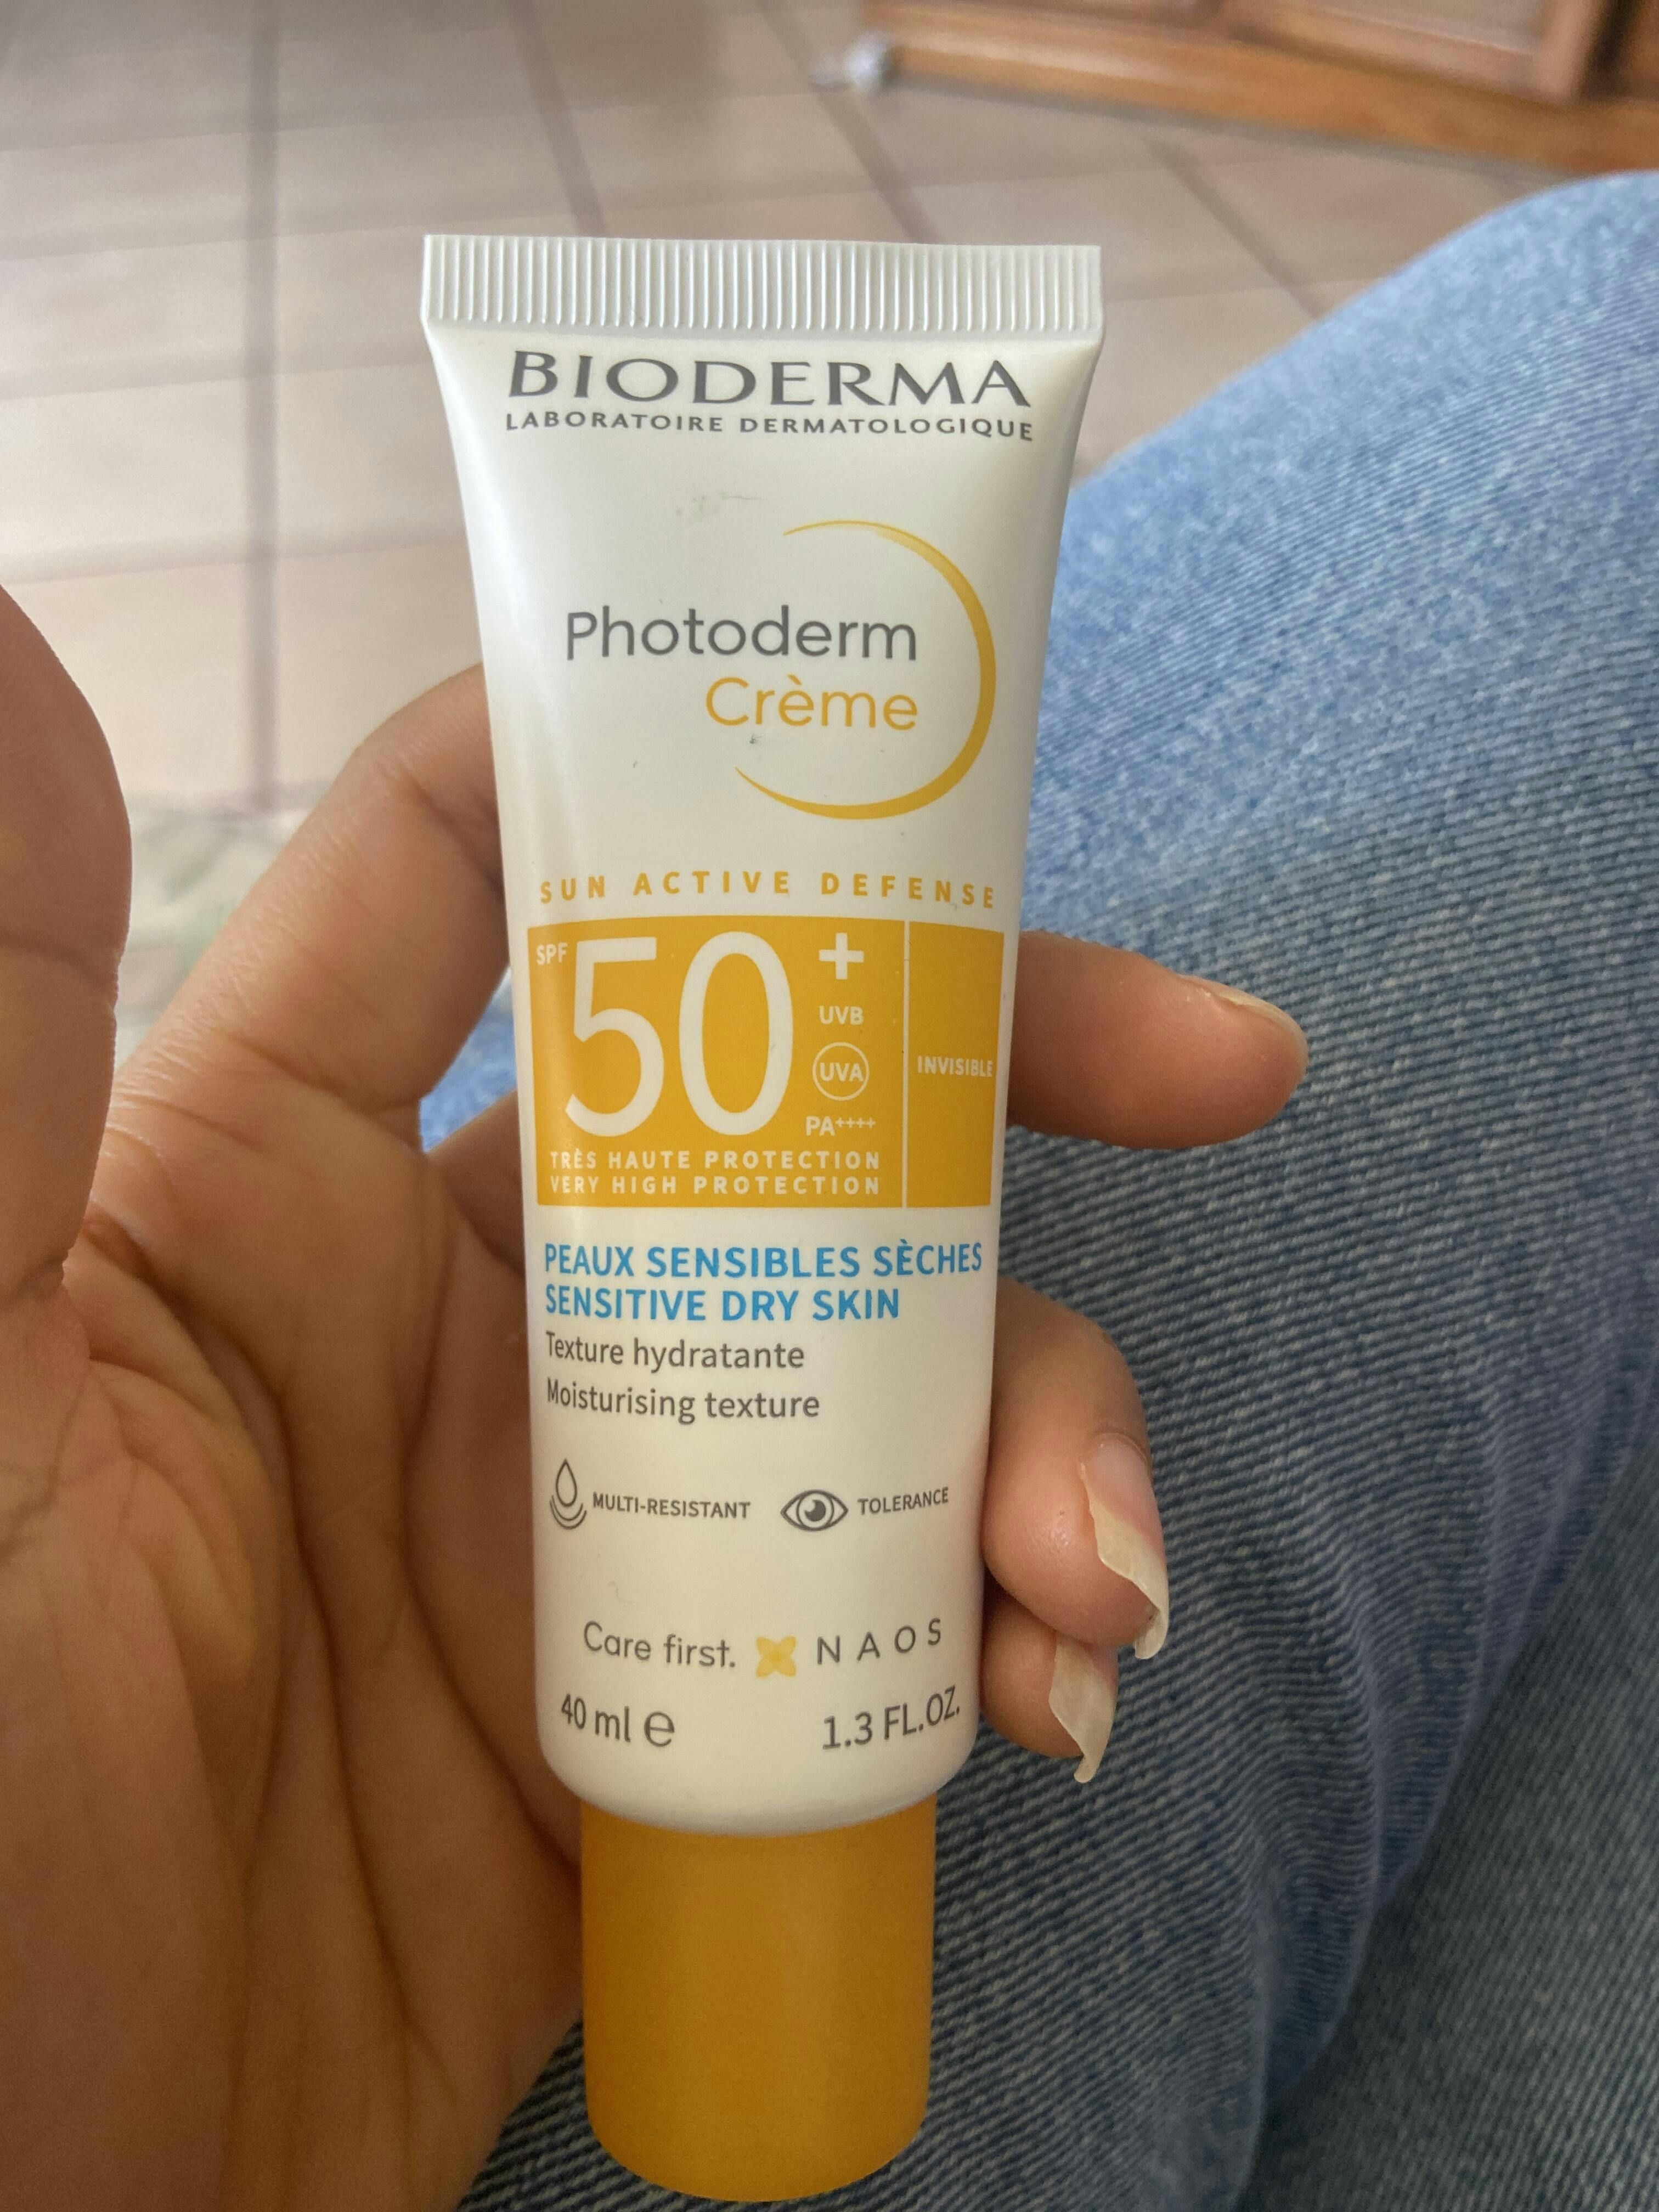 BIODERMA
LABORATOIRE DERMATOLOGIQUE
Photoderm
Crème
SUN ACTIVE DEFENSE
SPF 50+
UVB
UVA
PA++++
INVISIBLE
TRÈS HAUTE PROTECTION
VERY HIGH PROTECTION
PEAUX SENSIBLES SÈCHES
SENSITIVE DRY SKIN
Texture hydratante
Moisturising texture
MULTI-RESISTANT TOLERANCE
Care first. NAOS
40 ml e 1.3 FL.OZ.